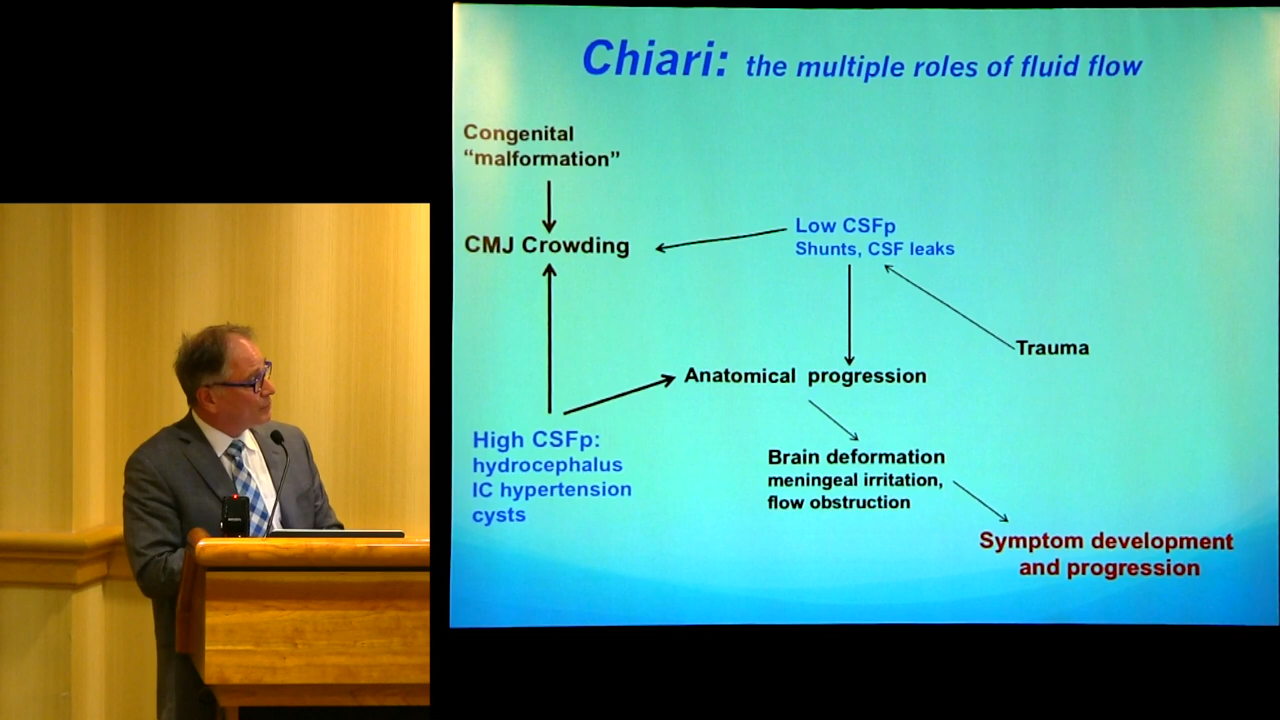 Chiari: the multiple roles of fluid flow
Congenital
“malformation”
CMJ Crowding
Low CSFp
Shunts, CSF leaks
Trauma
Anatomical progression
High CSFp:
hydrocephalus
IC hypertension
cysts
Brain deformation
meningeal irritation,
flow obstruction
Symptom development
and progression